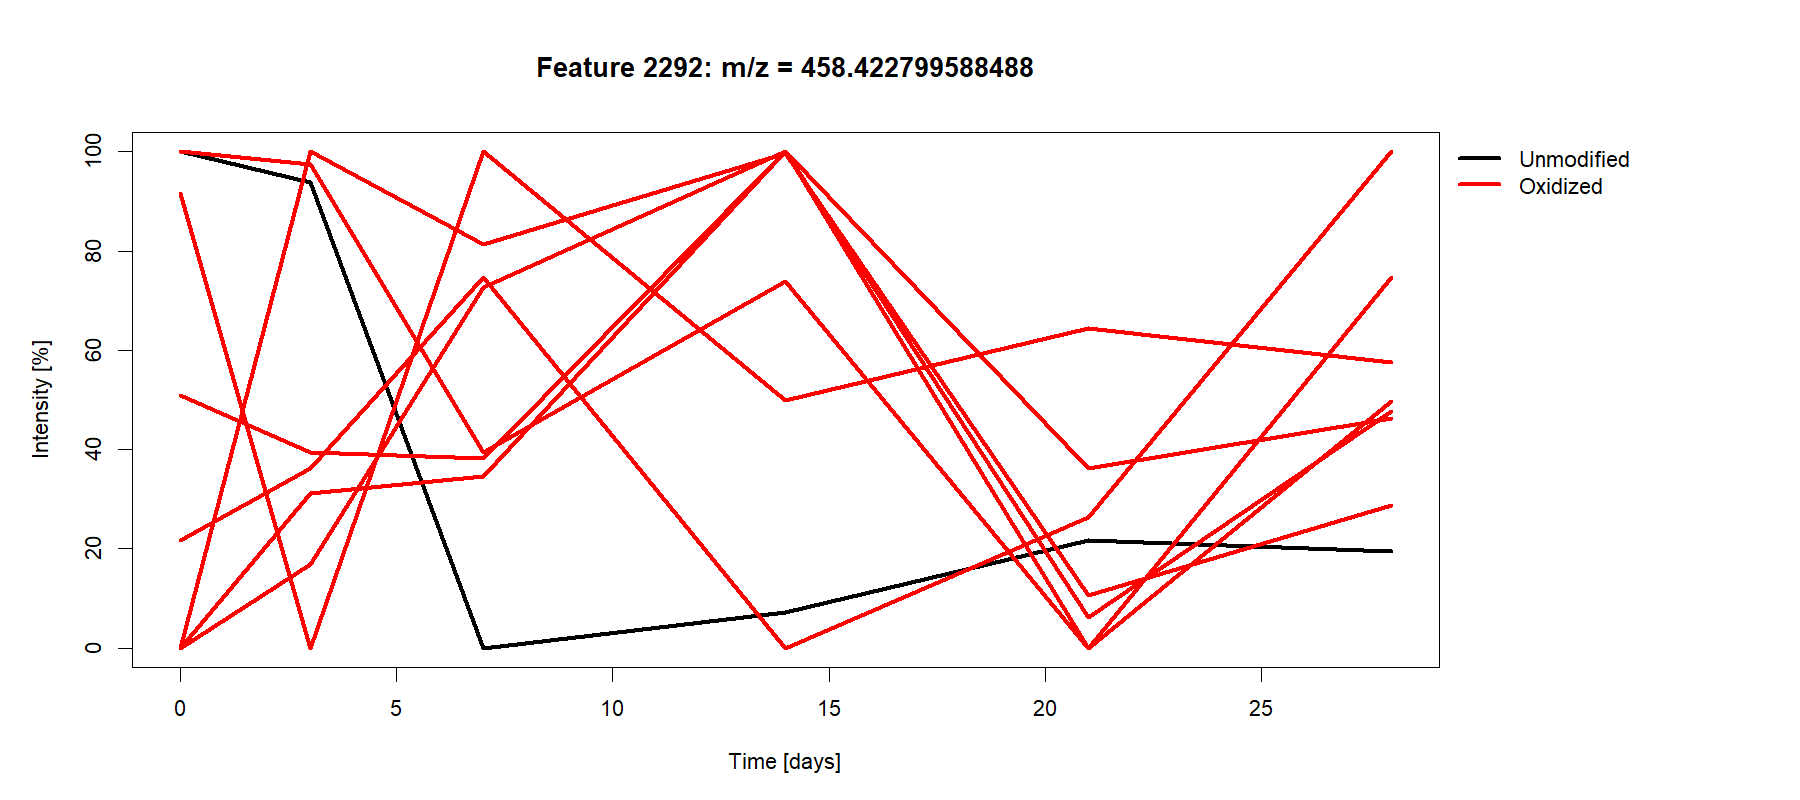 Feature 2292: m/z = 458.422799588488
Unmodified
Oxidized
Intensity [%]
100
80
60
40
20
0
0 5 10 15 20 25
Time [days]